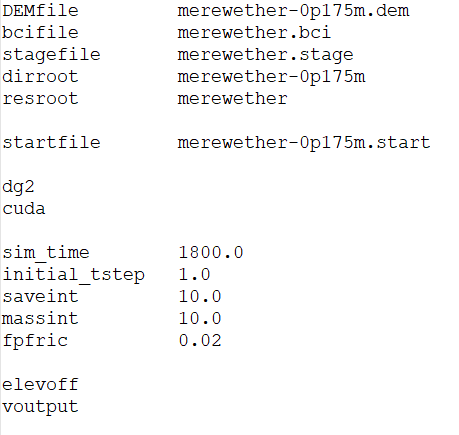 DEMfile merewether-0p175m.dem
bcifile merewether.bci
stagefile merewether.stage
dirroot merewether-0p175m
resroot merewether
startfile merewether-0p175m.start
dg2
cuda
sim_time 1800.0
initial_tstep 1.0
saveint 10.0
massint 10.0
fpfric 0.02
elevoff
voutput